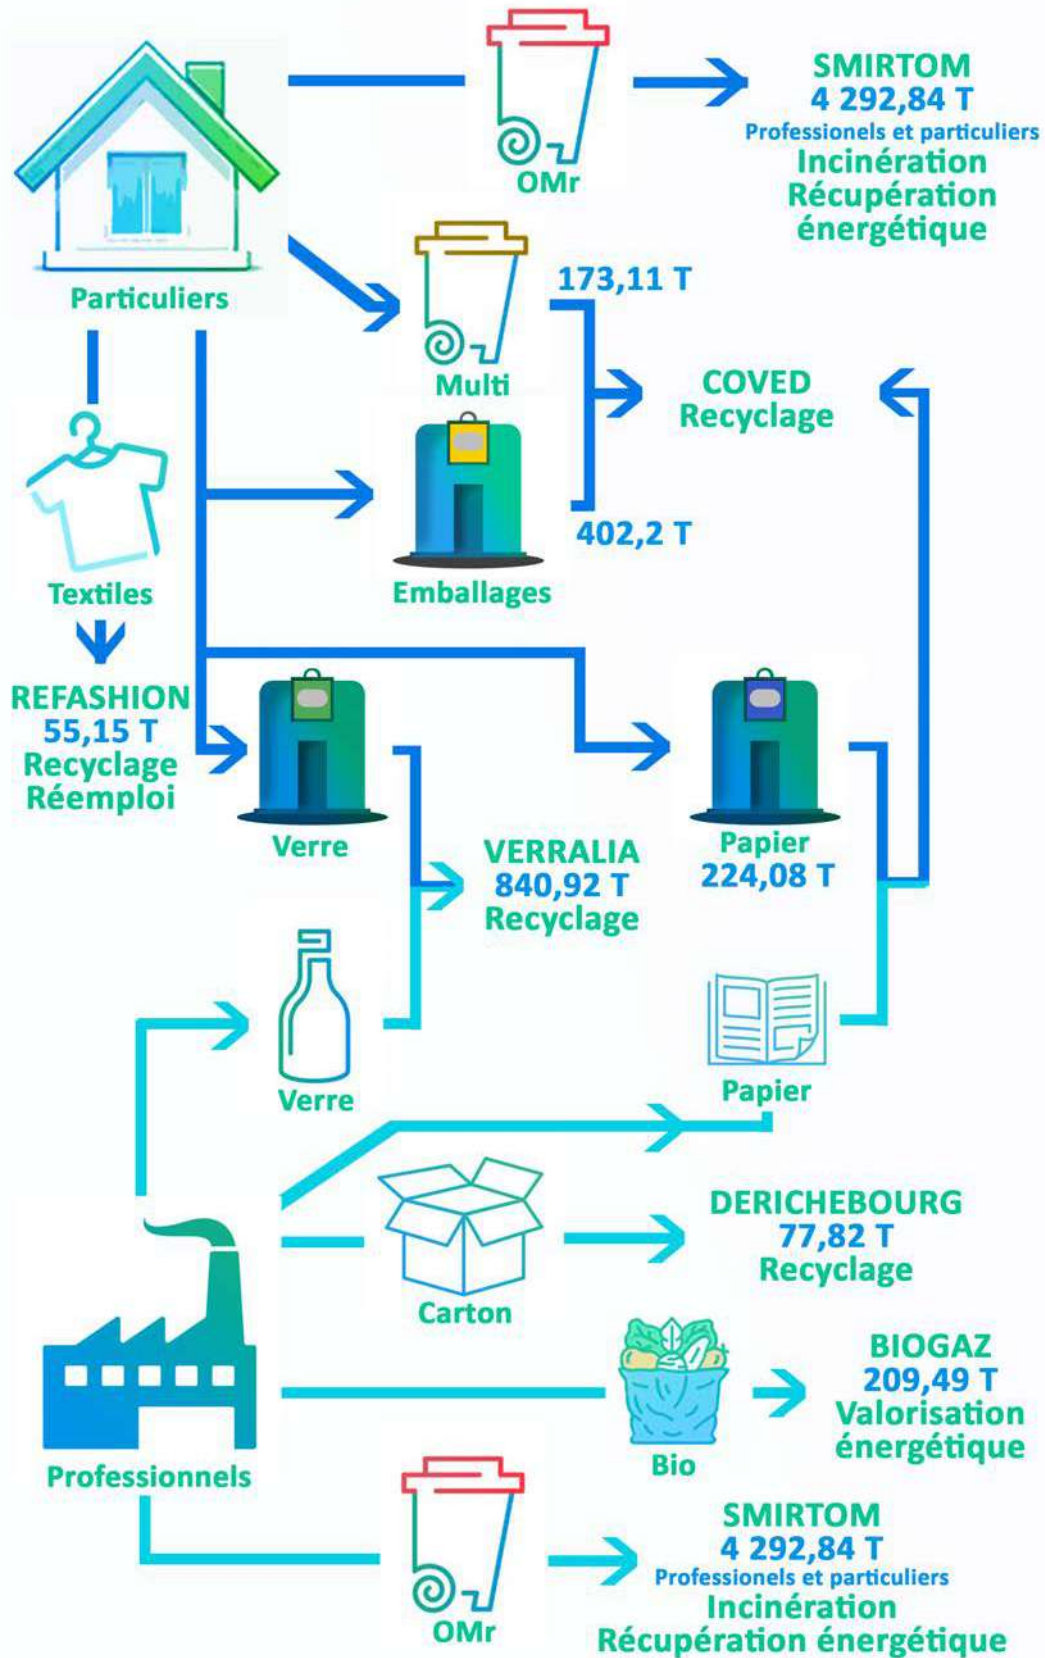 SMIRTOM
4 292,84 T
Professionels et particuliers
Incinération
Récupération
énergétique
OMr
Particuliers
173,11 T
Multi
COVED
Recyclage
402,2 T
Emballages
Textiles
REFASHION
55,15 T
Recyclage
Réemploi
Verre
VERRALIA
840,92 T
Recyclage
Papier
224,08 T
Verre
Papier
Carton
DERICHEBOURG
77,82 T
Recyclage
Bio
BIOGAZ
209,49 T
Valorisation
énergétique
Professionnels
OMr
SMIRTOM
4 292,84 T
Professionels et particuliers
Incinération
Récupération énergétique